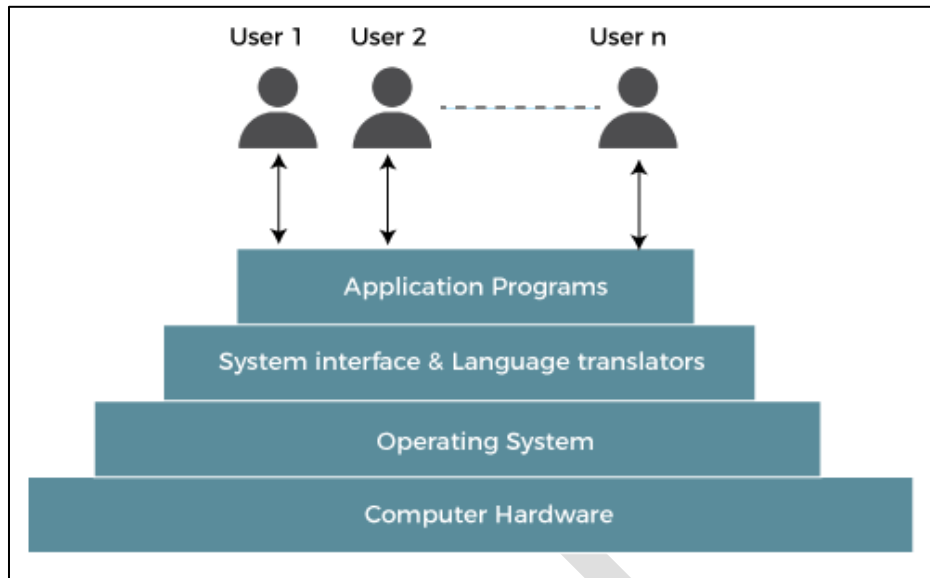 User 1 User 2 User n
Application Programs
System interface & Language translators
Operating System
Computer Hardware